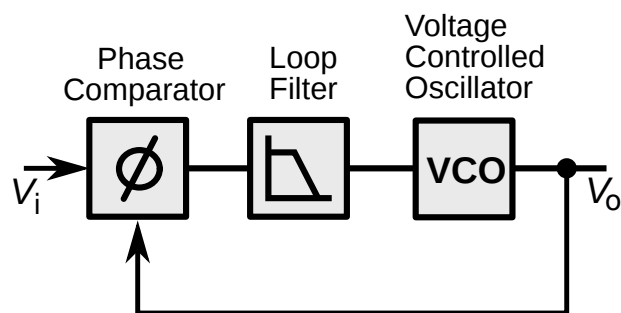 Phase
Comparator
Loop
Filter
Voltage
Controlled
Oscillator
Vi
ϕ
VCO
Vo